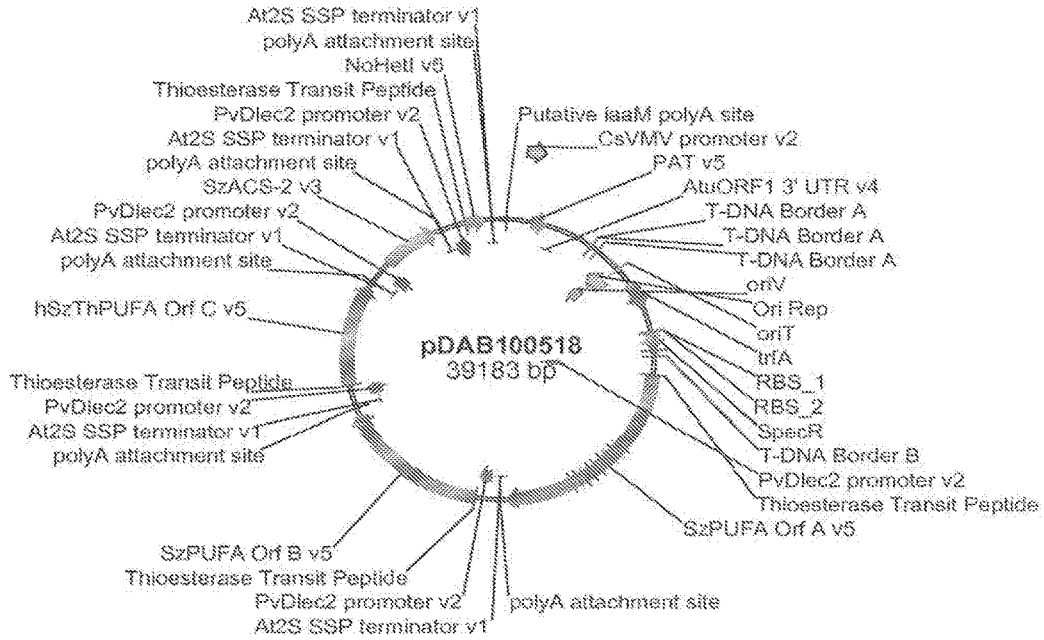 At2S SSP terminator v1
polyA attachment site
NoHetI v5
Thioesterase Transit Peptide
PvDlec2 promoter v2
At2S SSP terminator v1
polyA attachment site
SzACS-2 v3
PvDlec2 promoter v2
At2S SSP terminator v1
polyA attachment site
hSzThPUFA Orf C v5
Thioesterase Transit Peptide
PvDlec2 promoter v2
At2S SSP terminator v1
polyA attachment site
SzPUFA Orf B v5
Thioesterase Transit Peptide
PvDlec2 promoter v2
At2S SSP terminator v1
pDAB100518
39183 bp
Putative iaaM polyA site
CsVMV promoter v2
PAT v5
AtuORF1 3' UTR v4
T-DNA Border A
T-DNA Border A
T-DNA Border A
oriV
Ori Rep
oriT
trfA
RBS_1
RBS_2
SpecR
T-DNA Border B
PvDlec2 promoter v2
Thioesterase Transit Peptide
SzPUFA Orf A v5
polyA attachment site